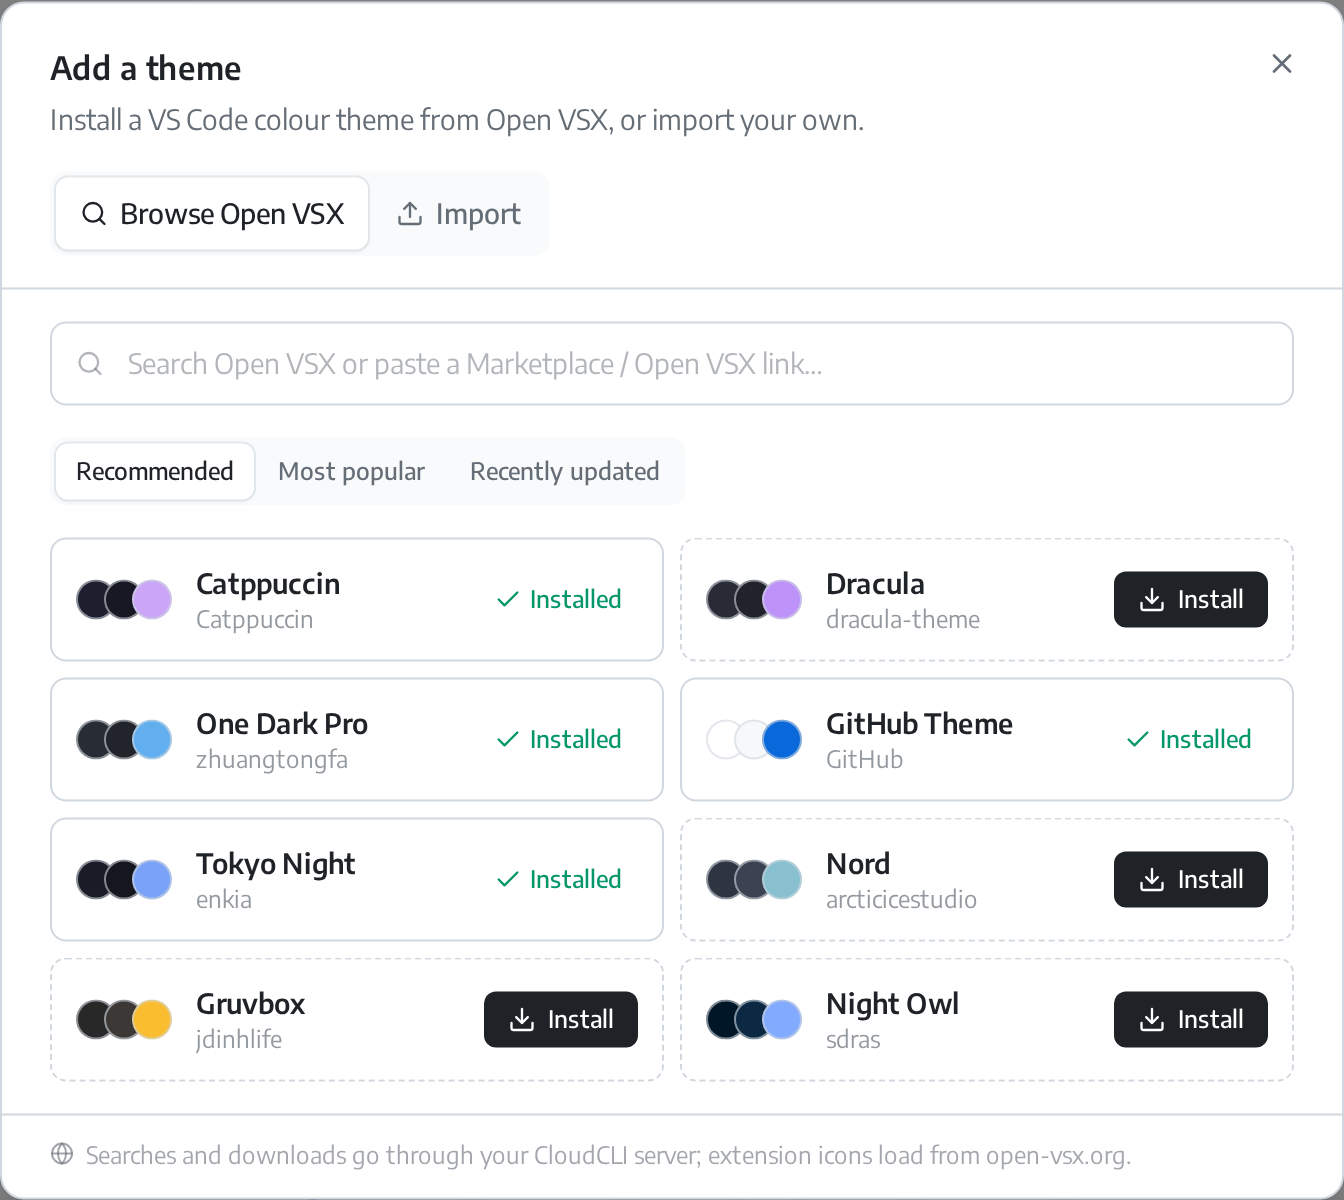 Add a theme
Install a VS Code colour theme from Open VSX, or import your own.
Browse Open VSX
Import
Search Open VSX or paste a Marketplace / Open VSX link...
Recommended
Most popular
Recently updated
Catppuccin
Catppuccin
Installed
Dracula
dracula-theme
Install
One Dark Pro
zhuangtongfa
Installed
GitHub Theme
GitHub
Installed
Tokyo Night
enkia
Installed
Nord
arcticicestudio
Install
Gruvbox
jdinhlife
Install
Night Owl
sdras
Install
Searches and downloads go through your CloudCLI server; extension icons load from open-vsx.org.